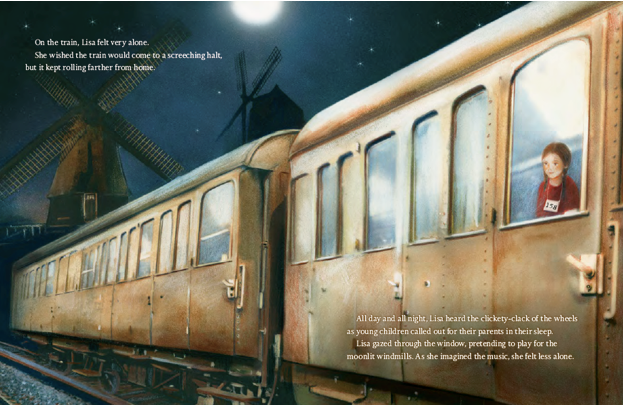 On the train, Lisa felt very alone.
She wished the train would come to a screeching halt,
but it kept rolling farther from home.
158
All day and all night, Lisa heard the clickety-clack of the wheels
as young children called out for their parents in their sleep.
Lisa gazed through the window, pretending to play for the
moonlit windmills. As she imagined the music, she felt less alone.